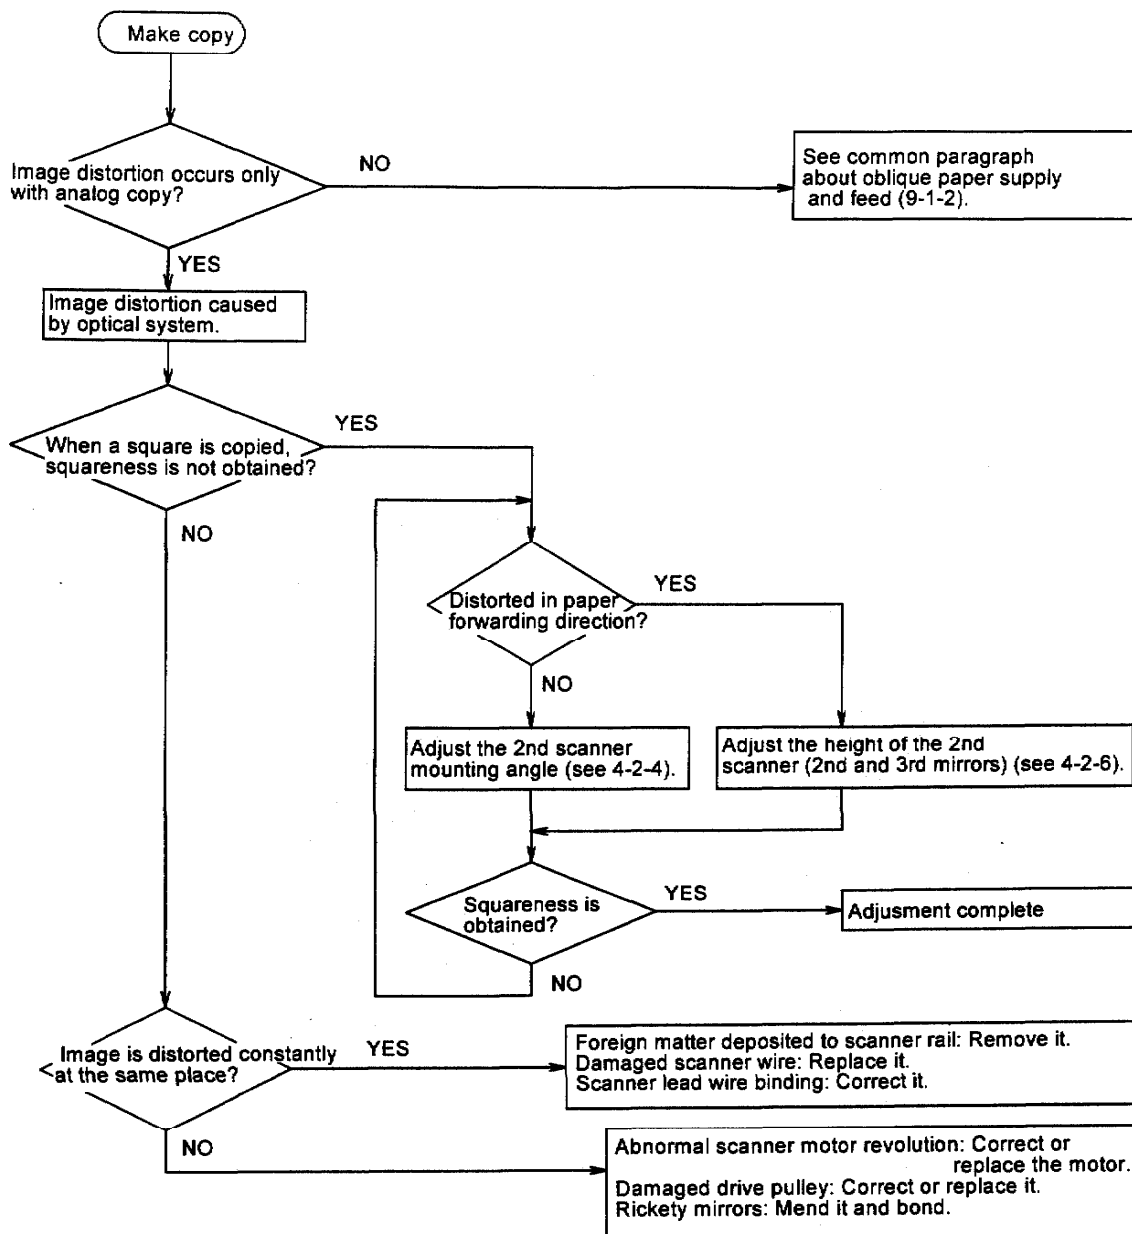 Make copy
Image distortion occurs only
with analog copy?
NO
See common paragraph
about oblique paper supply
and feed (9-1-2).
YES
Image distortion caused
by optical system.
When a square is copied,
squareness is not obtained?
YES
NO
Distorted in paper
forwarding direction?
YES
NO
Adjust the 2nd scanner
mounting angle (see 4-2-4).
Adjust the height of the 2nd
scanner (2nd and 3rd mirrors) (see 4-2-6).
Squareness is
obtained?
YES
Adjusment complete
NO
Image is distorted constantly
at the same place?
YES
Foreign matter deposited to scanner rail: Remove it.
Damaged scanner wire: Replace it.
Scanner lead wire binding: Correct it.
NO
Abnormal scanner motor revolution: Correct or
replace the motor.
Damaged drive pulley: Correct or replace it.
Rickety mirrors: Mend it and bond.